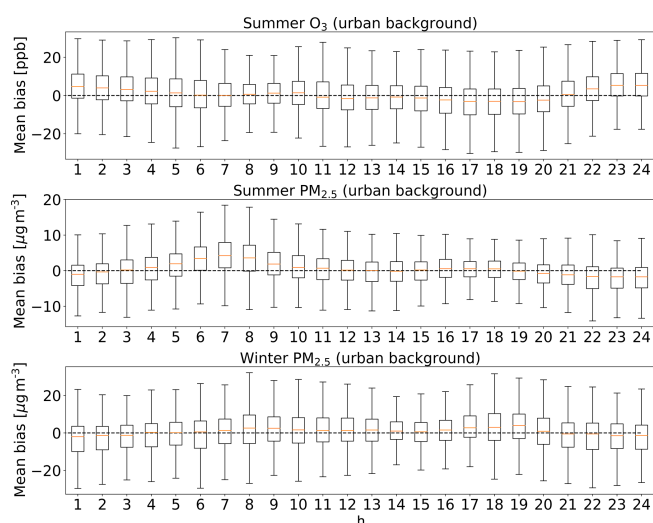 Summer O₃ (urban background)
Mean bias [ppb]
20
0
−20
1 2 3 4 5 6 7 8 9 10 11 12 13 14 15 16 17 18 19 20 21 22 23 24
Summer PM₂.₅ (urban background)
Mean bias [μg m⁻³]
20
10
0
−10
1 2 3 4 5 6 7 8 9 10 11 12 13 14 15 16 17 18 19 20 21 22 23 24
Winter PM₂.₅ (urban background)
Mean bias [μg m⁻³]
20
0
−20
1 2 3 4 5 6 7 8 9 10 11 12 13 14 15 16 17 18 19 20 21 22 23 24
h